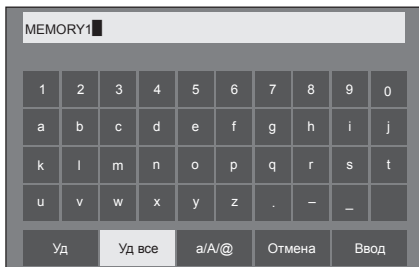 MEMORY1
1 2 3 4 5 6 7 8 9 0
a b c d e f g h i j
k l m n o p q r s t
u v w x y z . – _
Уд Уд все a/A/@ Отмена Ввод